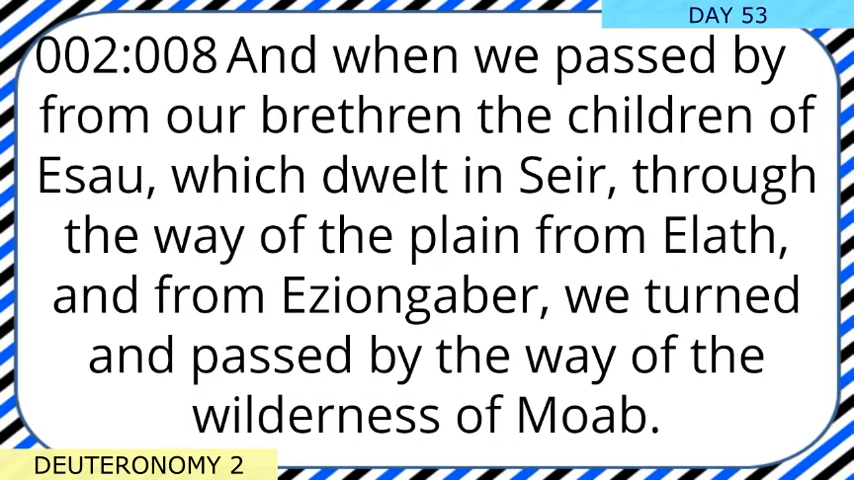 DAY 53
002:008 And when we passed by
from our brethren the children of
Esau, which dwelt in Seir, through
the way of the plain from Elath,
and from Eziongaber, we turned
and passed by the way of the
wilderness of Moab.
DEUTERONOMY 2